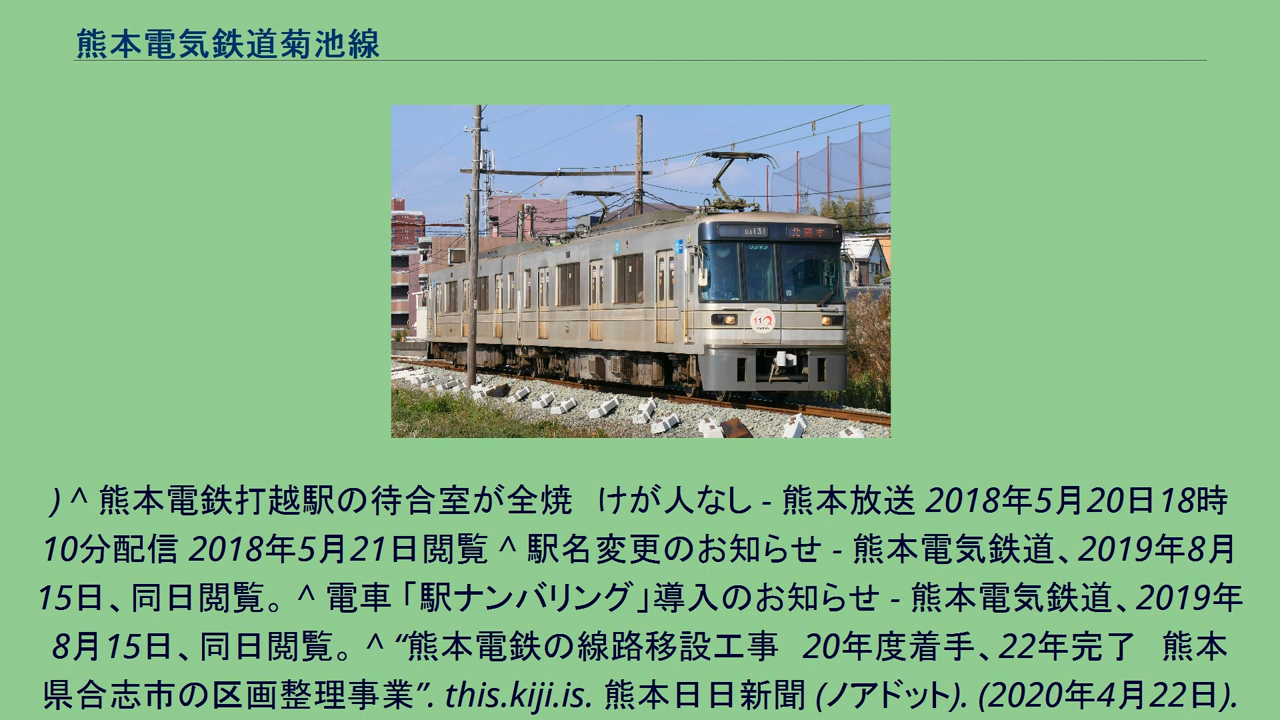 熊本電気鉄道菊池線
) ^ 熊本電鉄打越駅の待合室が全焼　けが人なし - 熊本放送 2018年5月20日18時
10分配信 2018年5月21日閲覧 ^ 駅名変更のお知らせ - 熊本電気鉄道、2019年8月
15日、同日閲覧。 ^ 電車「駅ナンバリング」導入のお知らせ - 熊本電気鉄道、2019年
8月15日、同日閲覧。 ^ “熊本電鉄の線路移設工事　20年度着手、22年完了　熊本
県合志市の区画整理事業”. this.kiji.is. 熊本日日新聞 (ノアドット). (2020年4月22日).